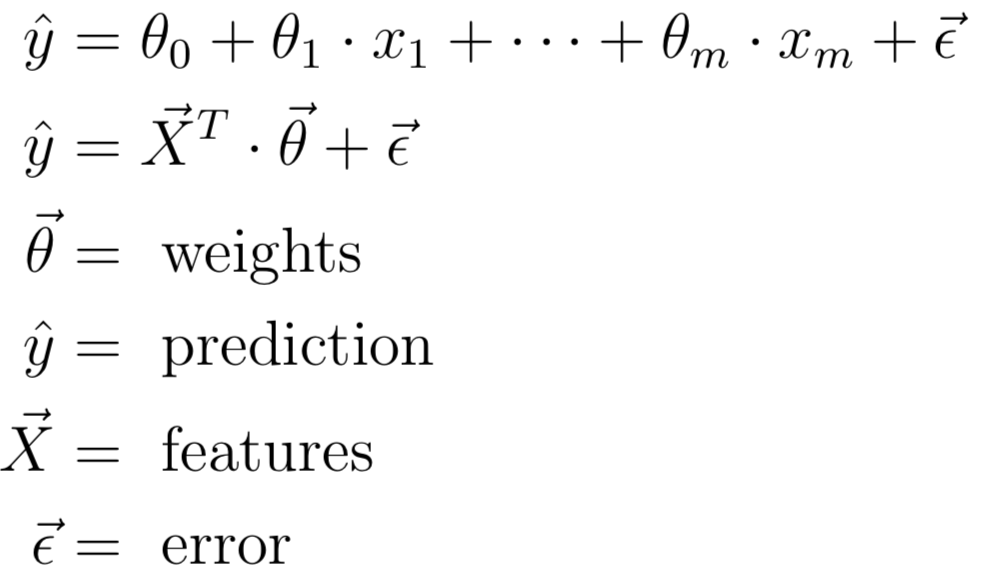 ŷ = θ₀ + θ₁ · x₁ + ··· + θₘ · xₘ + ϵ⃗
ŷ = X⃗ᵀ · θ⃗ + ϵ⃗
θ⃗ = weights
ŷ = prediction
X⃗ = features
ϵ⃗ = error